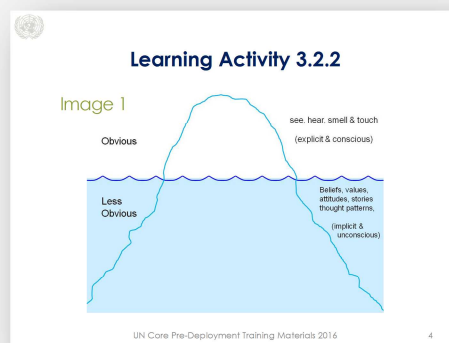 Learning Activity 3.2.2
Image 1
Obvious
see, hear, smell & touch
(explicit & conscious)
Less
Obvious
Beliefs, values,
attitudes, stories
thought patterns,
(implicit &
unconscious)
UN Core Pre-Deployment Training Materials 2016
4